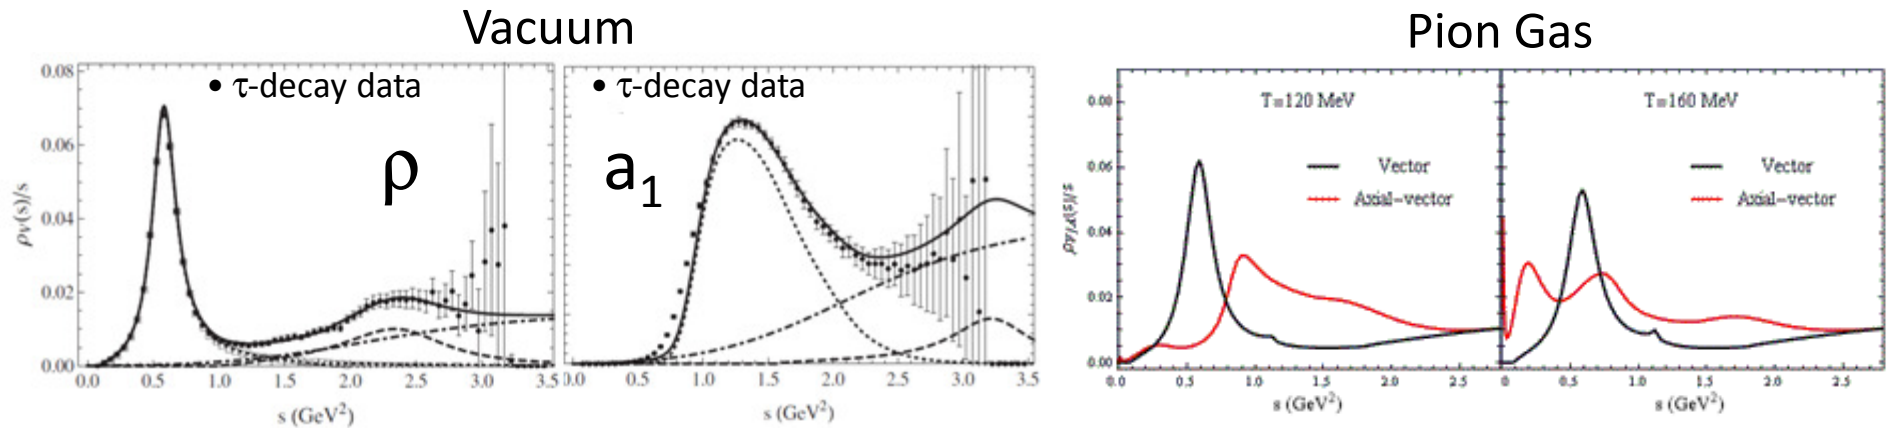 Vacuum
Pion Gas
• τ-decay data
• τ-decay data
ρ
a1
0.08
0.06
0.04
0.02
0.00
ρV(s)/s
0.0 0.5 1.0 1.5 2.0 2.5 3.0 3.5
s (GeV²)
0.0 0.5 1.0 1.5 2.0 2.5 3.0 3.5
s (GeV²)
T=120 MeV
Vector
Axial-vector
T=160 MeV
Vector
Axial-vector
0.08
0.06
0.04
0.02
0.00
ρV,A(s)/s
0.0 0.5 1.0 1.5 2.0
s (GeV²)
0 0.5 1.0 1.5 2.0 2.5
s (GeV²)